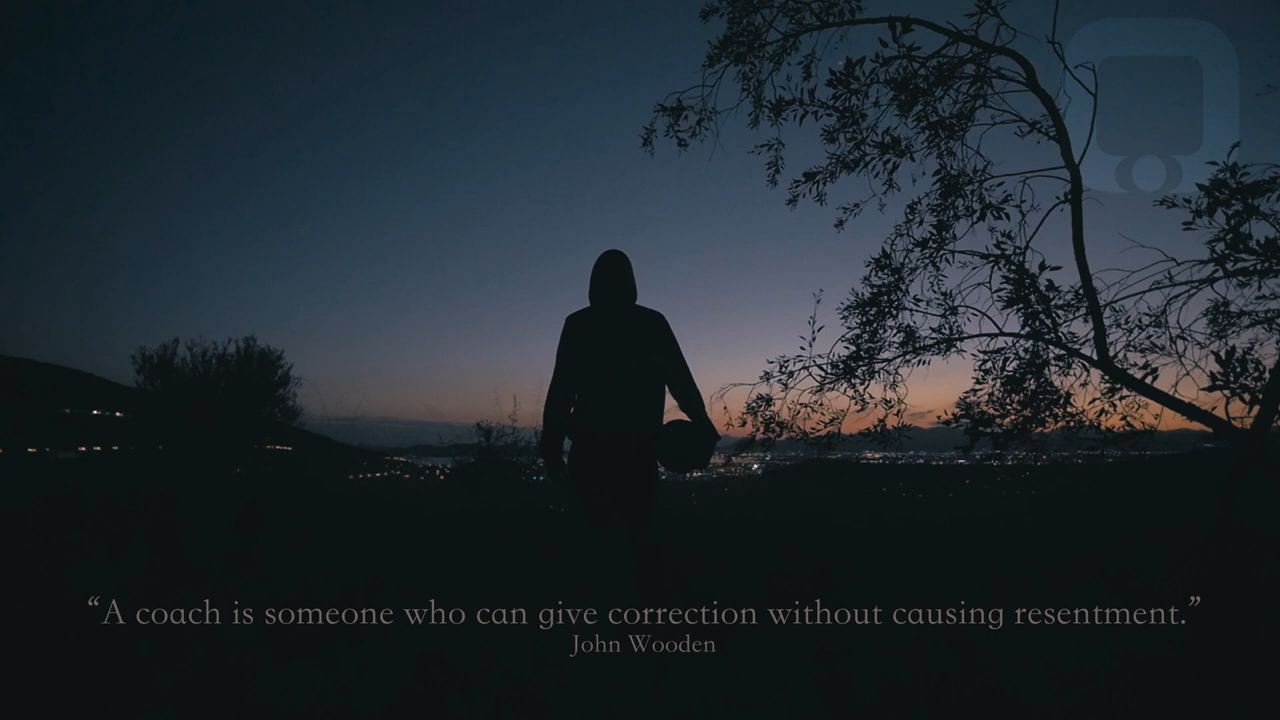 “A coach is someone who can give correction without causing resentment.”
John Wooden